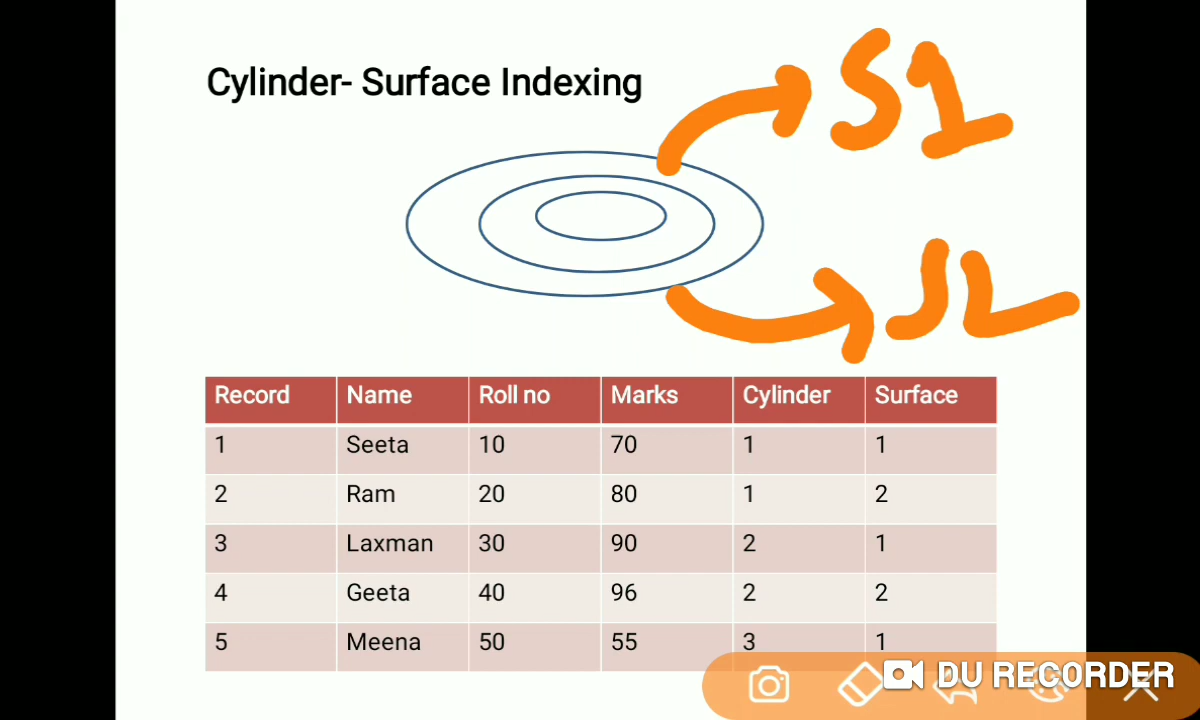 Cylinder- Surface Indexing
S1
S2
Record Name Roll no Marks Cylinder Surface
1 Seeta 10 70 1 1
2 Ram 20 80 1 2
3 Laxman 30 90 2 1
4 Geeta 40 96 2 2
5 Meena 50 55 3 1
DU RECORDER